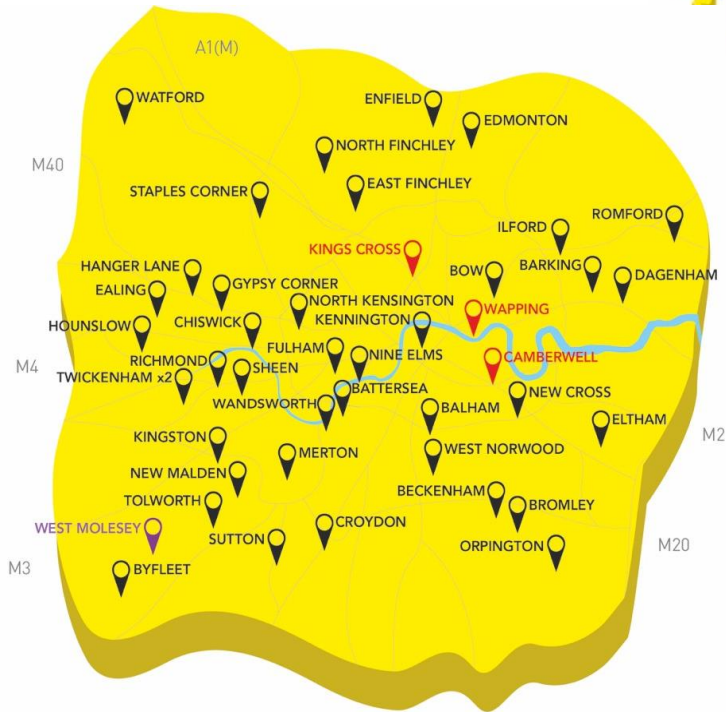 A1(M)
WATFORD
ENFIELD
EDMONTON
NORTH FINCHLEY
M40
EAST FINCHLEY
STAPLES CORNER
ROMFORD
ILFORD
KINGS CROSS
HANGER LANE
BOW
BARKING
DAGENHAM
GYPSY CORNER
EALING
NORTH KENSINGTON
WAPPING
HOUNSLOW
CHISWICK
KENNINGTON
FULHAM
NINE ELMS
CAMBERWELL
RICHMOND
SHEEN
M4
TWICKENHAM x2
BATTERSEA
NEW CROSS
WANDSWORTH
BALHAM
ELTHAM
M2
KINGSTON
MERTON
WEST NORWOOD
NEW MALDEN
BECKENHAM
TOLWORTH
BROMLEY
WEST MOLESEY
CROYDON
SUTTON
ORPINGTON
M20
M3
BYFLEET